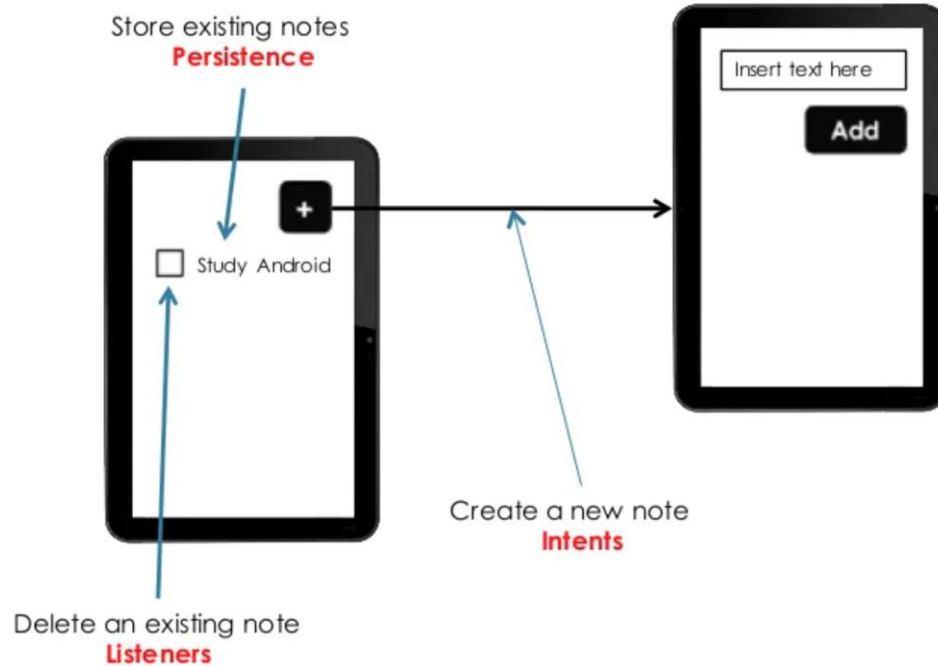 Store existing notes
Persistence
Insert text here
Add
+
Study Android
Create a new note
Intents
Delete an existing note
Listeners